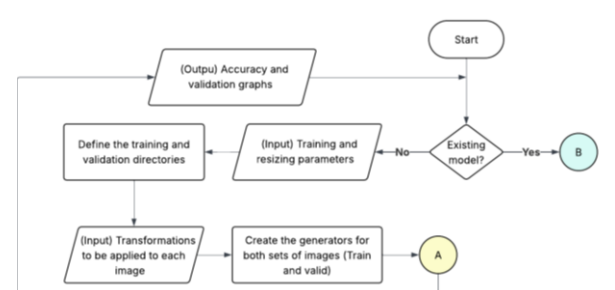 Start
(Outpu) Accuracy and
validation graphs
Existing
model?
Yes
B
No
(Input) Training and
resizing parameters
Define the training and
validation directories
(Input) Transformations
to be applied to each
image
Create the generators for
both sets of images (Train
and valid)
A